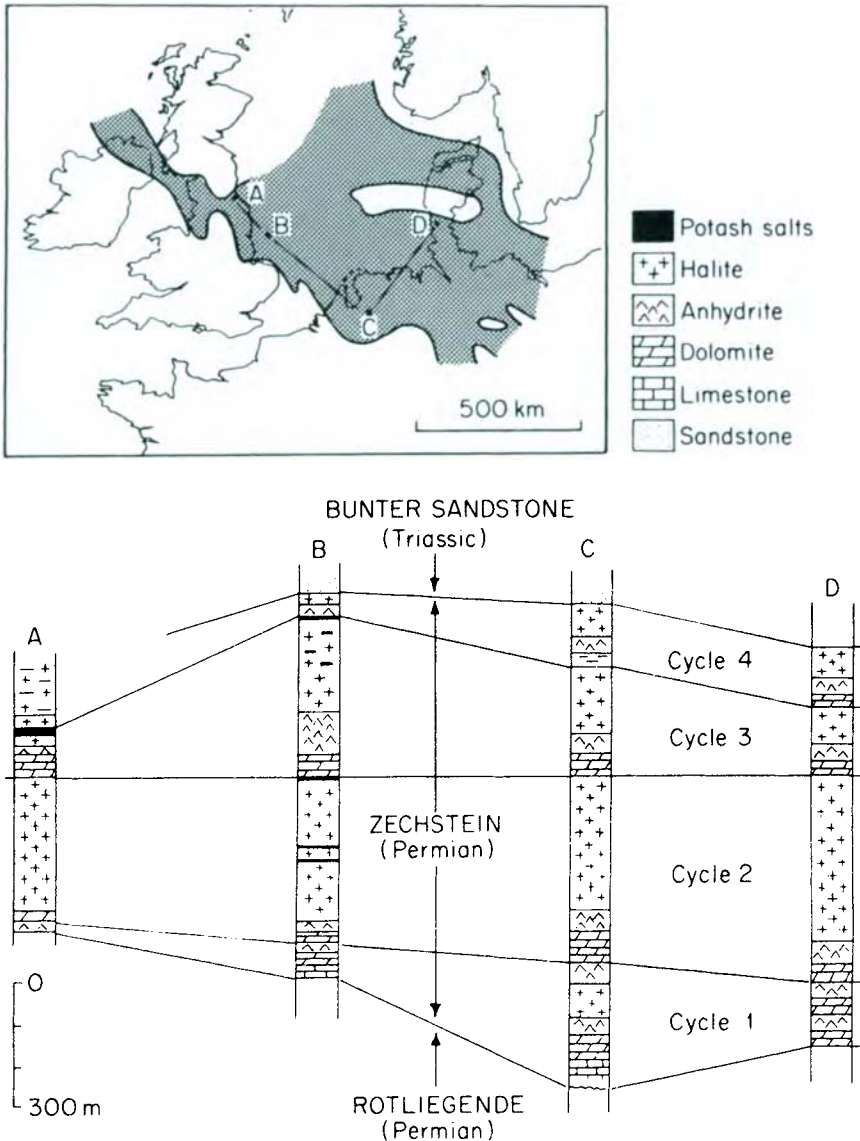 A
B
D
C
500 km
Potash salts
Halite
Anhydrite
Dolomite
Limestone
Sandstone
BUNTER SANDSTONE
(Triassic)
A
B
C
D
Cycle 4
Cycle 3
ZECHSTEIN
(Permian)
Cycle 2
Cycle 1
0
300 m
ROTLIEGENDE
(Permian)